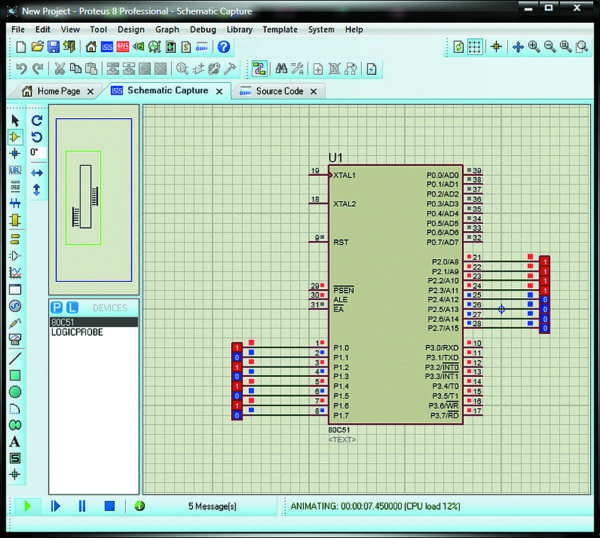 New Project - Proteus 8 Professional - Schematic Capture
File Edit View Tool Design Graph Debug Library Template System Help
Home Page Schematic Capture Source Code
0°
P L DEVICES
80C51
LOGICPROBE
U1
19 XTAL1 P0.0/AD0 39
P0.1/AD1 38
P0.2/AD2 37
18 XTAL2 P0.3/AD3 36
P0.4/AD4 35
P0.5/AD5 34
P0.6/AD6 33
9 RST P0.7/AD7 32
P2.0/A8 21 1
P2.1/A9 22 1
P2.2/A10 23 1
29 PSEN P2.3/A11 24 1
30 ALE P2.4/A12 25 0
31 EA P2.5/A13 26 0
P2.6/A14 27 0
P2.7/A15 28 0
1 1 P1.0 P3.0/RXD 10
0 2 P1.1 P3.1/TXD 11
1 3 P1.2 P3.2/INT0 12
0 4 P1.3 P3.3/INT1 13
1 5 P1.4 P3.4/T0 14
0 6 P1.5 P3.5/T1 15
1 7 P1.6 P3.6/WR 16
0 8 P1.7 P3.7/RD 17
80C51
<TEXT>
5 Message(s) ANIMATING: 00:00:07.450000 (CPU load 12%)